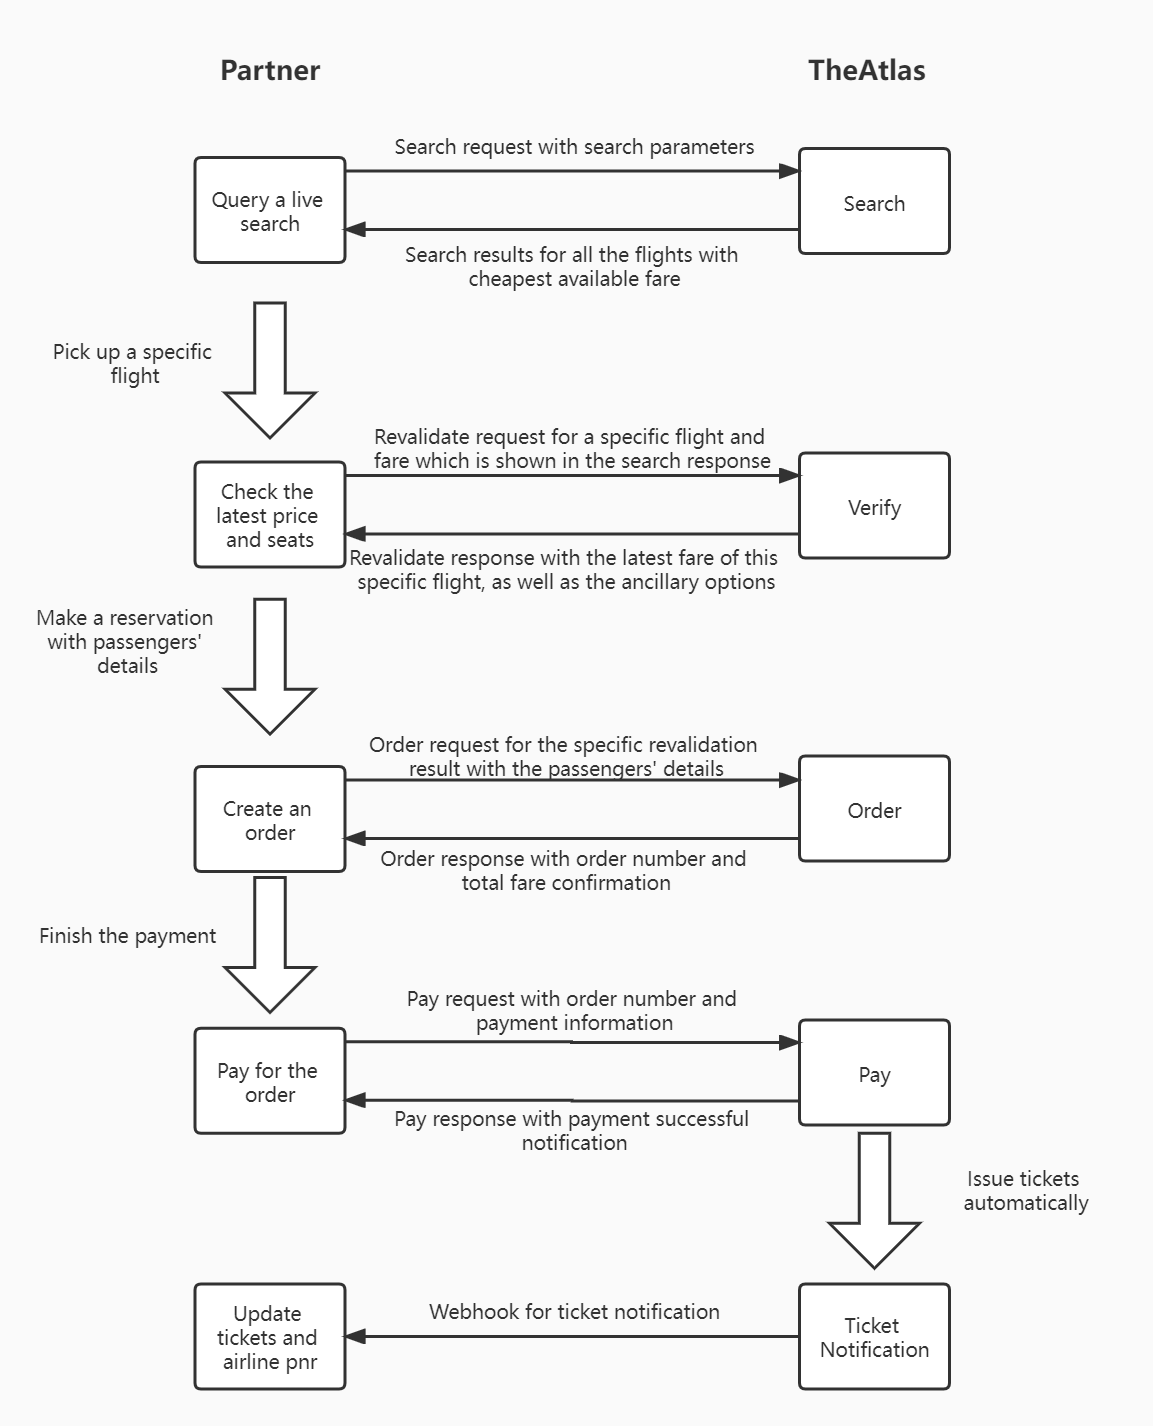 Partner
TheAtlas
Search request with search parameters
Query a live
search
Search
Search results for all the flights with
cheapest available fare
Pick up a specific
flight
Revalidate request for a specific flight and
fare which is shown in the search response
Check the
latest price
and seats
Verify
Revalidate response with the latest fare of this
specific flight, as well as the ancillary options
Make a reservation
with passengers'
details
Order request for the specific revalidation
result with the passengers' details
Create an
order
Order
Order response with order number and
total fare confirmation
Finish the payment
Pay request with order number and
payment information
Pay for the
order
Pay
Pay response with payment successful
notification
Issue tickets
automatically
Webhook for ticket notification
Update
tickets and
airline pnr
Ticket
Notification